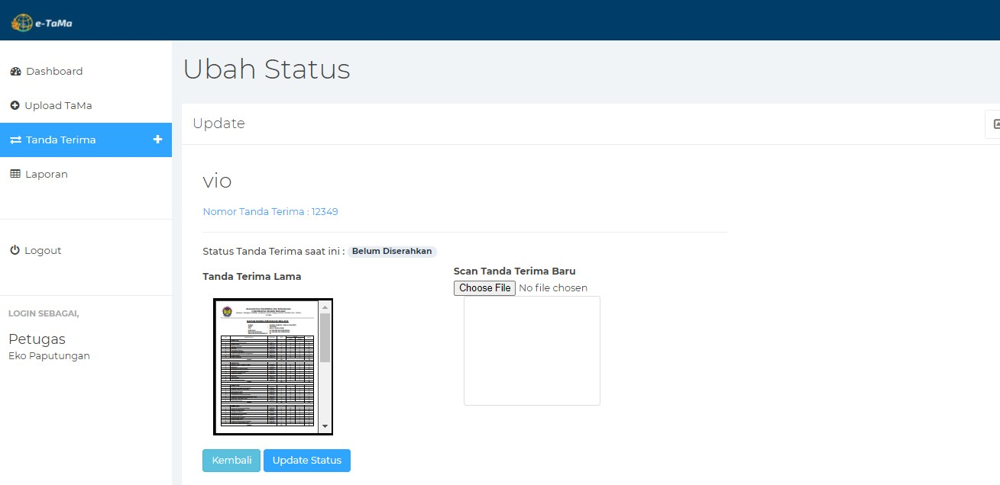 e-TaMa
Dashboard
Upload TaMa
Tanda Terima
Laporan
Logout
LOGIN SEBAGAI,
Petugas
Eko Paputungan
Ubah Status
Update
vio
Nomor Tanda Terima : 12349
Status Tanda Terima saat ini : Belum Diserahkan
Tanda Terima Lama
Scan Tanda Terima Baru
Choose File No file chosen
Kembali
Update Status